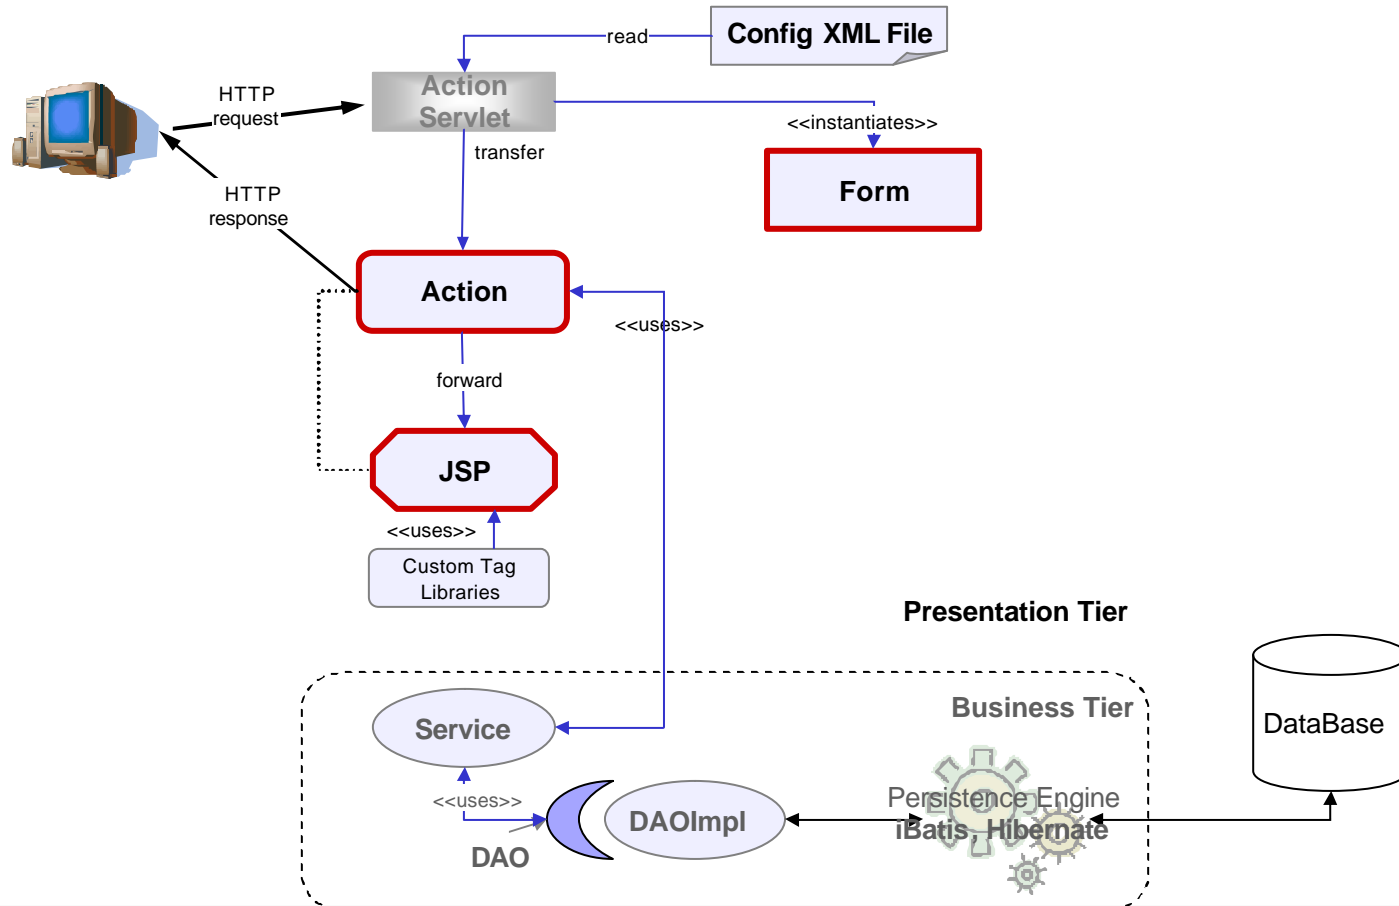 read
Config XML File
Action
Servlet
HTTP
request
<<instantiates>>
transfer
Form
HTTP
response
Action
<<uses>>
forward
JSP
<<uses>>
Custom Tag
Libraries
Presentation Tier
Business Tier
Service
DataBase
<<uses>>
Persistence Engine
DAOImpl
iBatis, Hibernate
DAO